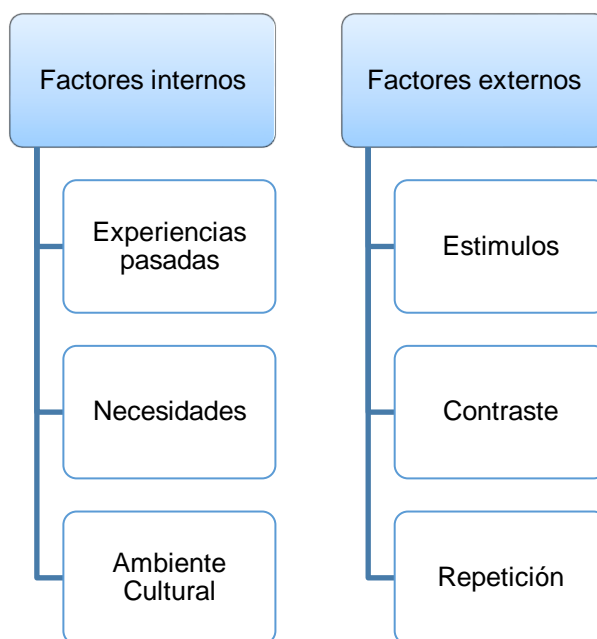 Factores internos
Experiencias
pasadas
Necesidades
Ambiente
Cultural
Factores externos
Estimulos
Contraste
Repetición